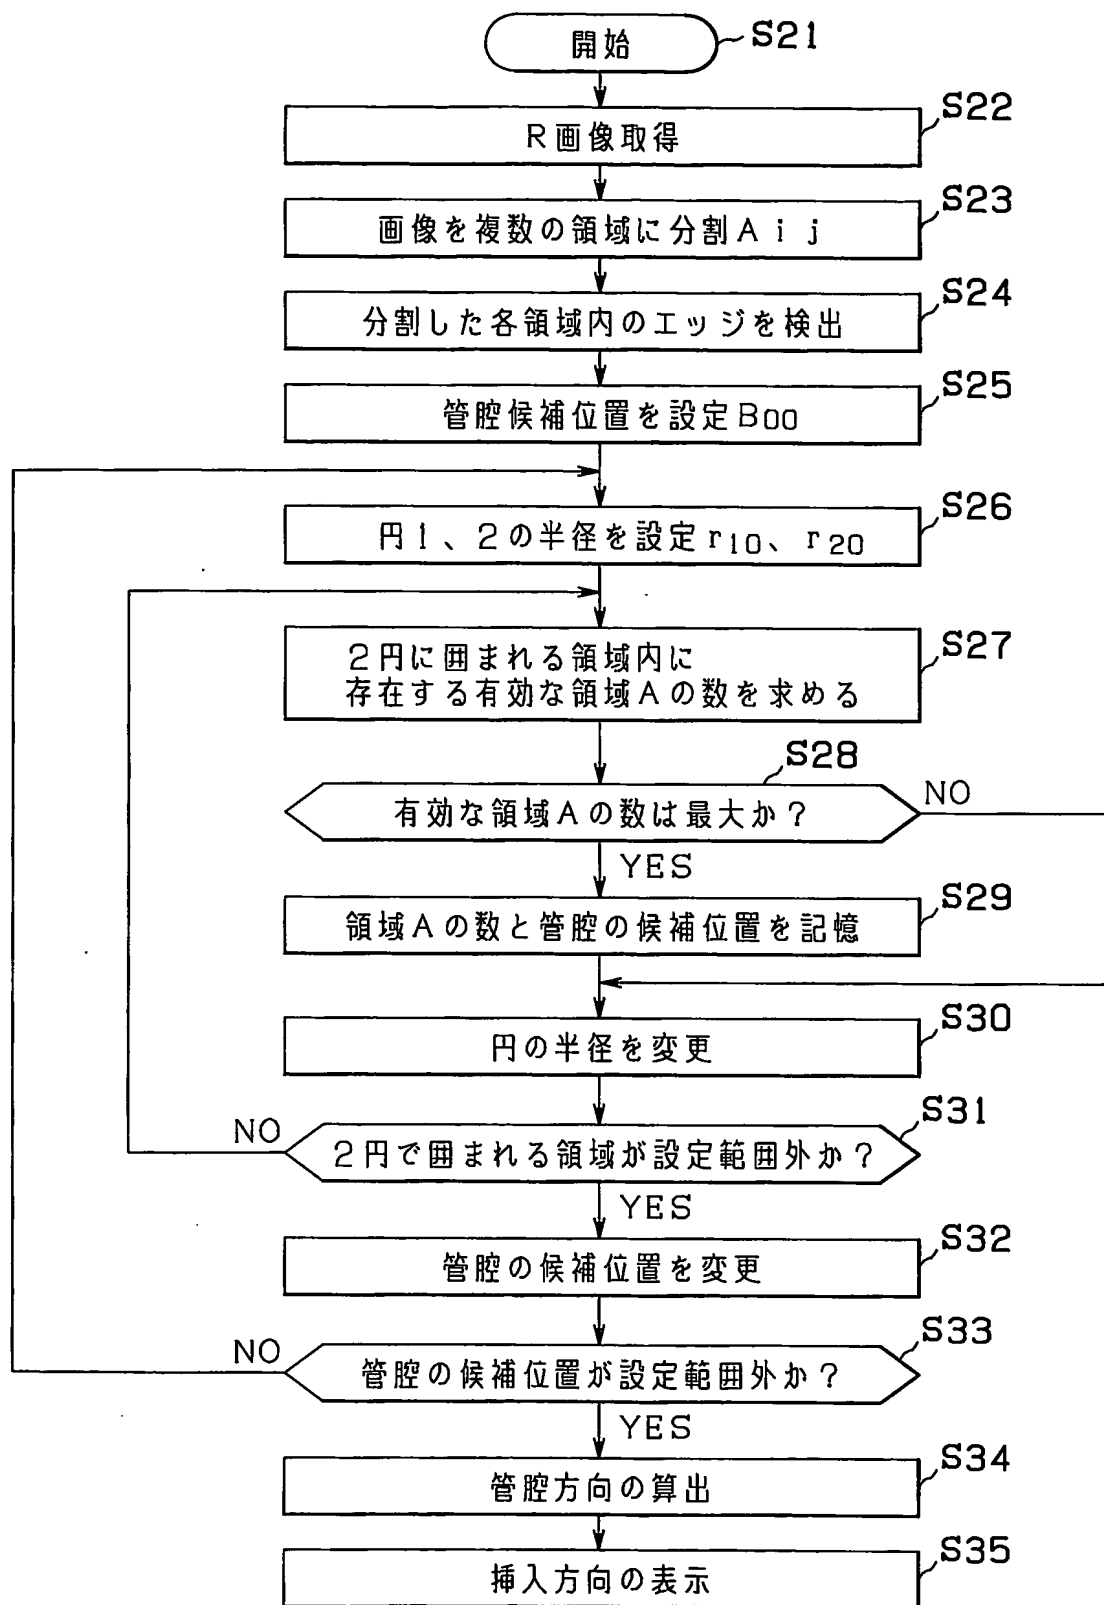 開始
S21
R画像取得
S22
画像を複数の領域に分割Aij
S23
分割した各領域内のエッジを検出
S24
管腔候補位置を設定B00
S25
円1、2の半径を設定r10、r20
S26
2円に囲まれる領域内に
存在する有効な領域Aの数を求める
S27
S28
有効な領域Aの数は最大か?
NO
YES
領域Aの数と管腔の候補位置を記憶
S29
円の半径を変更
S30
S31
NO
2円で囲まれる領域が設定範囲外か?
YES
管腔の候補位置を変更
S32
S33
NO
管腔の候補位置が設定範囲外か?
YES
管腔方向の算出
S34
挿入方向の表示
S35